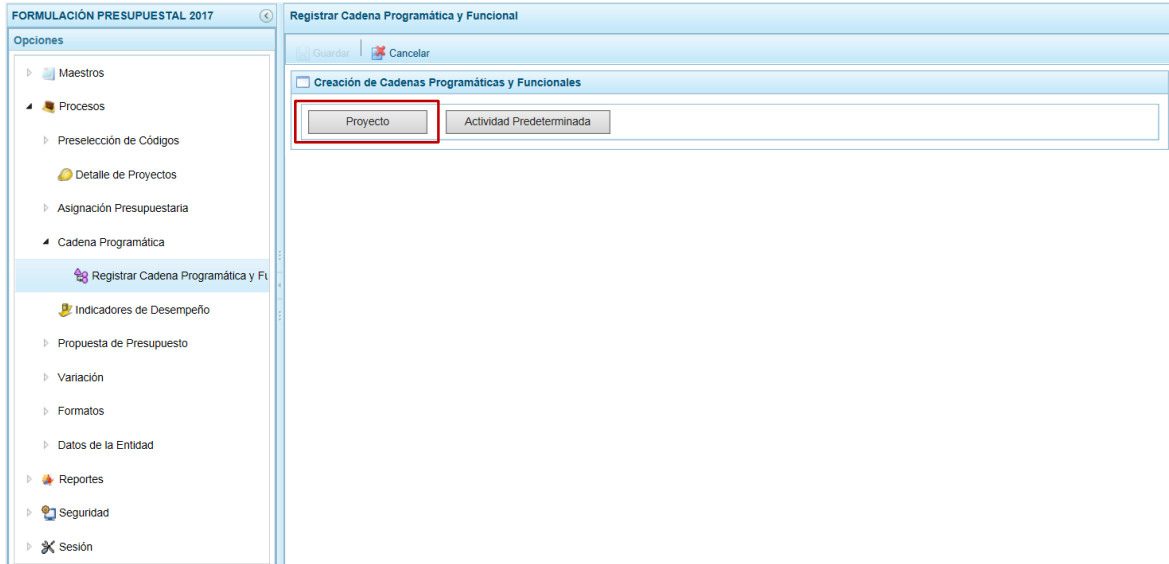 FORMULACIÓN PRESUPUESTAL 2017
Opciones
Maestros
Procesos
Preselección de Códigos
Detalle de Proyectos
Asignación Presupuestaria
Cadena Programática
Registrar Cadena Programática y Fu
Indicadores de Desempeño
Propuesta de Presupuesto
Variación
Formatos
Datos de la Entidad
Reportes
Seguridad
Sesión
Registrar Cadena Programática y Funcional
Guardar Cancelar
Creación de Cadenas Programáticas y Funcionales
Proyecto Actividad Predeterminada